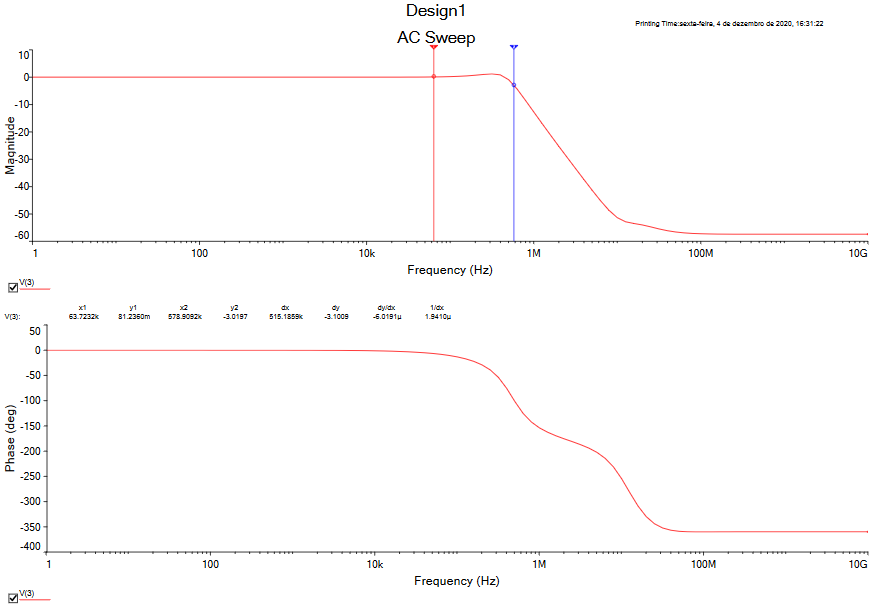 Design1
Printing Time:sexta-feira, 4 de dezembro de 2020, 16:31:22
AC Sweep
10
0
-10
-20
-30
-40
-50
-60
Magnitude
1 100 10k 1M 100M 10G
Frequency (Hz)
V(3)
x1 y1 x2 y2 dx dy dy/dx 1/dx
V(3): 63.7232k 81.2360m 578.9092k -3.0197 515.1859k -3.1009 -6.0191µ 1.9410µ
50
0
-50
-100
-150
-200
-250
-300
-350
-400
Phase (deg)
1 100 10k 1M 100M 10G
Frequency (Hz)
V(3)